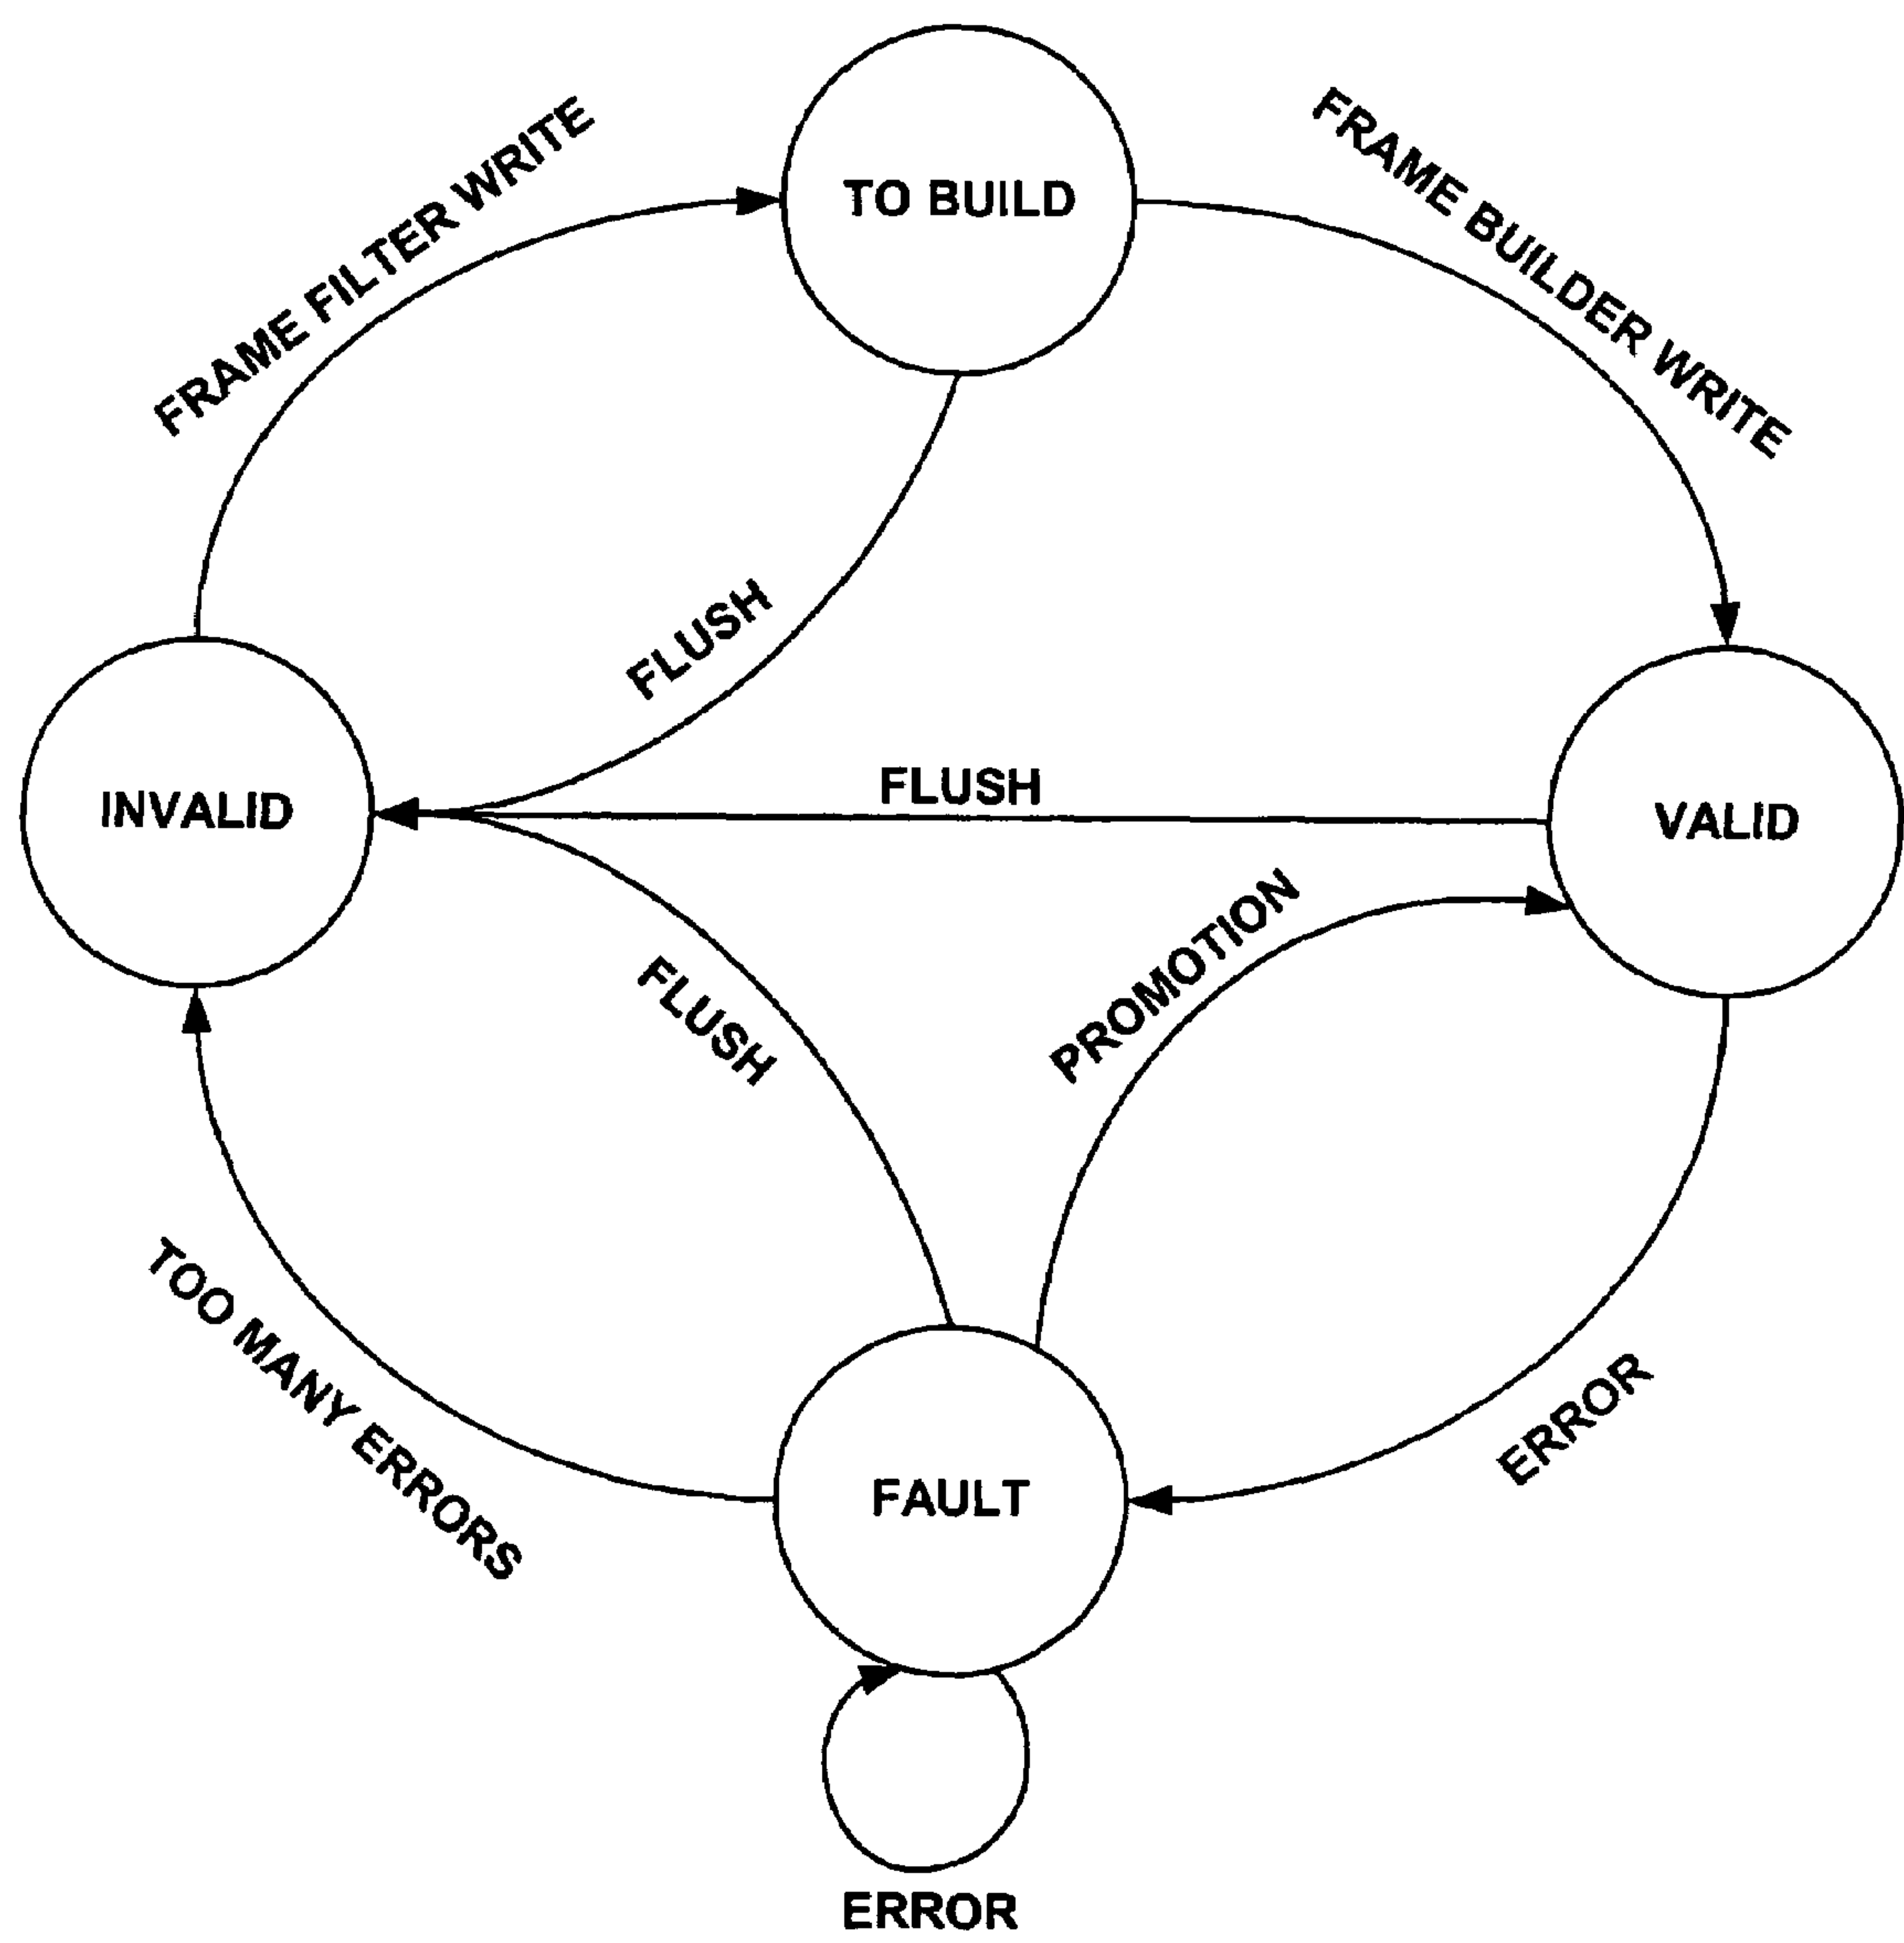 FRAME FILTER WRITE
TO BUILD
FRAME BUILDER WRITE
FLUSH
FLUSH
INVALID
VALID
FLUSH
PROMOTION
TOO MANY ERRORS
FAULT
ERROR
ERROR